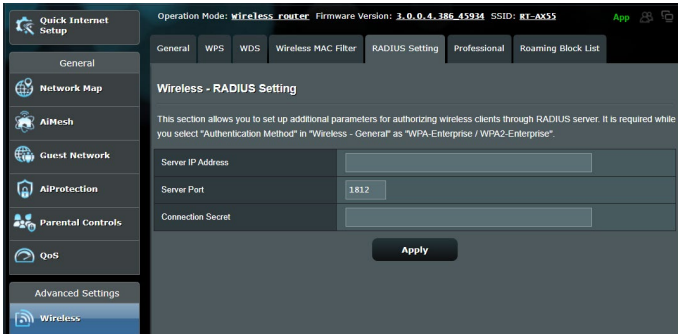 Quick Internet
Setup
Operation Mode: Wireless router Firmware Version: 3.0.0.4.386_45934 SSID: RT-AX55
App
General
WPS
WDS
Wireless MAC Filter
RADIUS Setting
Professional
Roaming Block List
General
Network Map
AiMesh
Guest Network
AiProtection
Parental Controls
QoS
Advanced Settings
Wireless
Wireless - RADIUS Setting
This section allows you to set up additional parameters for authorizing wireless clients through RADIUS server. It is required while
you select "Authentication Method" in "Wireless - General" as "WPA-Enterprise / WPA2-Enterprise".
Server IP Address
Server Port
1812
Connection Secret
Apply